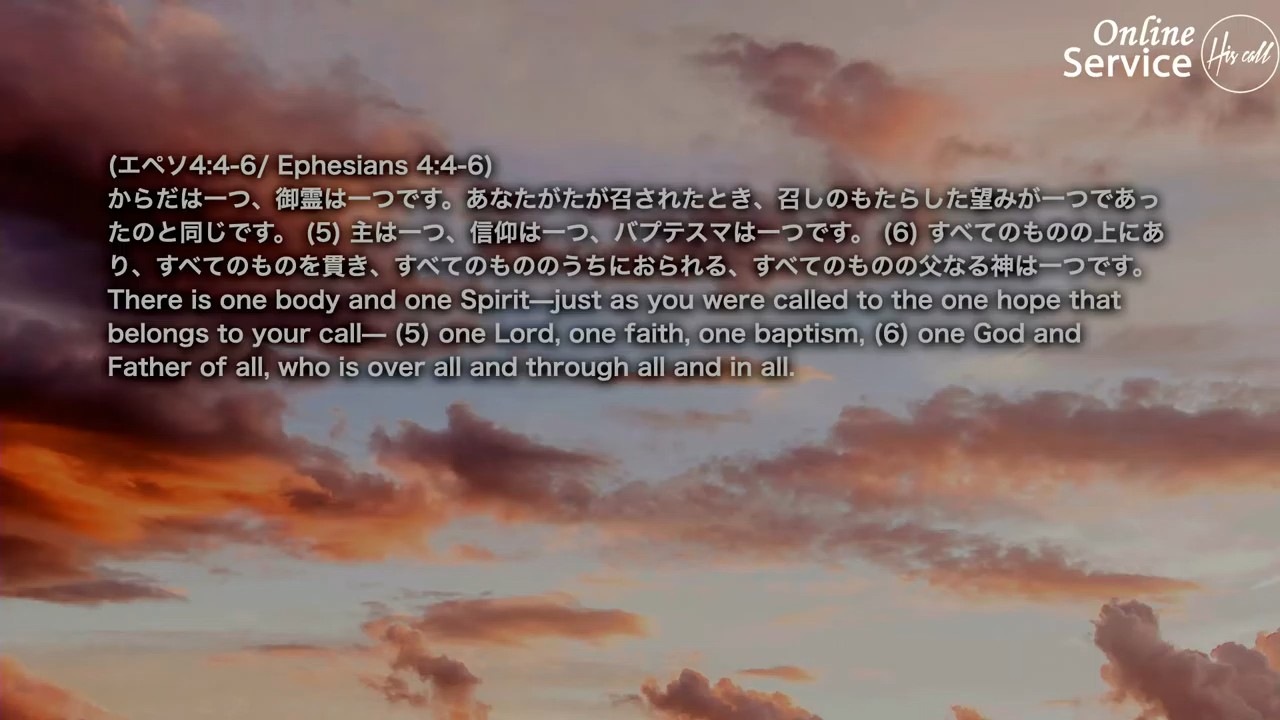 Online
Service
His call
(エペソ4:4-6/ Ephesians 4:4-6)
からだは一つ、御霊は一つです。あなたがたが召されたとき、召しのもたらした望みが一つであっ
たのと同じです。 (5) 主は一つ、信仰は一つ、バプテスマは一つです。 (6) すべてのものの上にあ
り、すべてのものを貫き、すべてのもののうちにおられる、すべてのものの父なる神は一つです。
There is one body and one Spirit—just as you were called to the one hope that
belongs to your call— (5) one Lord, one faith, one baptism, (6) one God and
Father of all, who is over all and through all and in all.